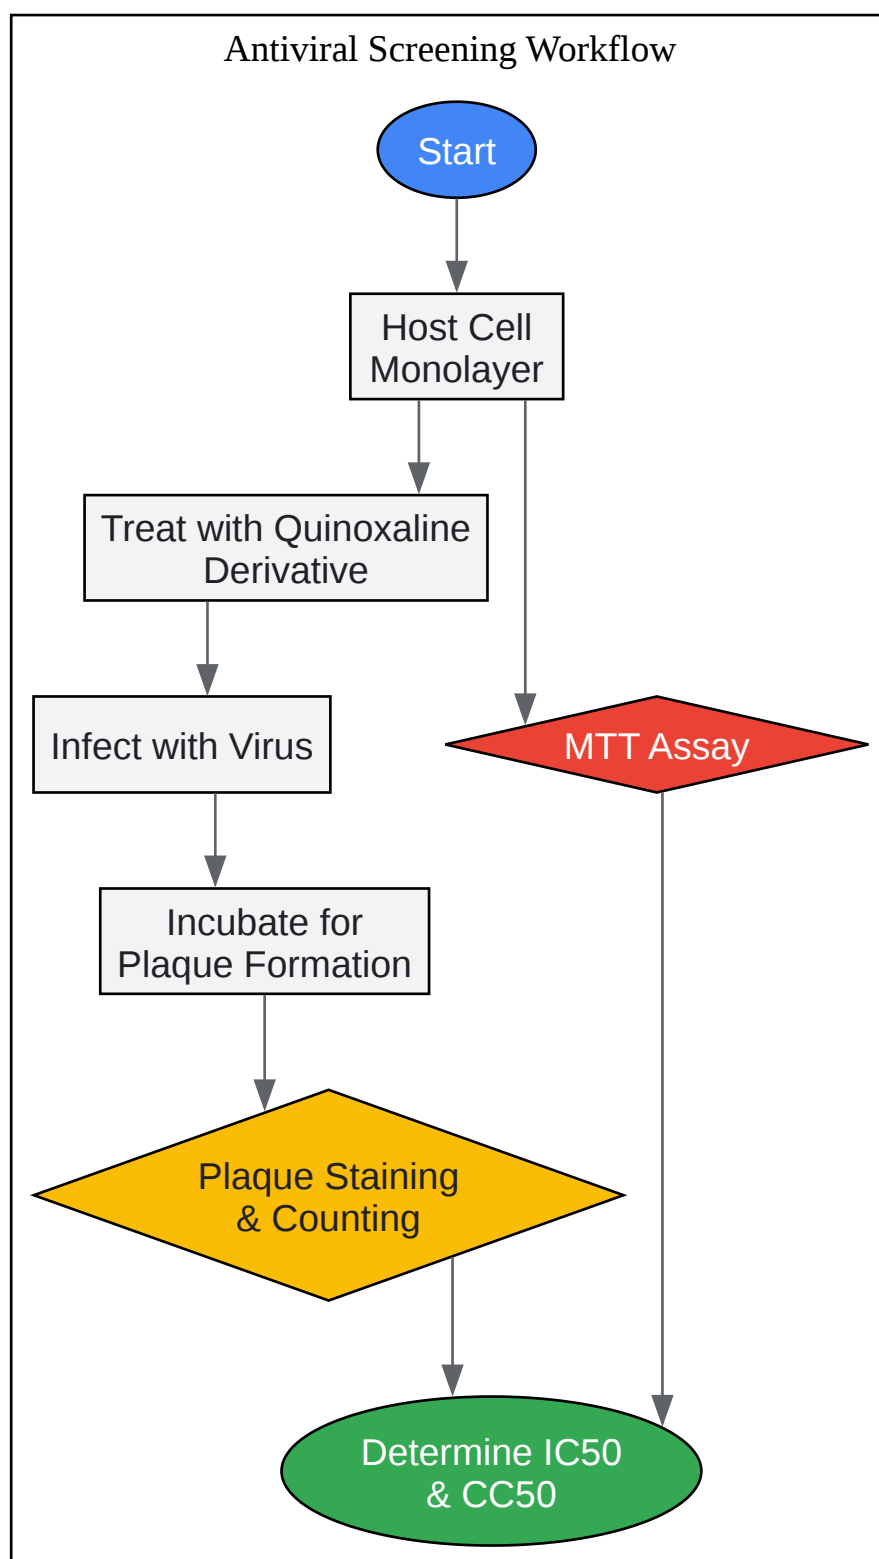 Antiviral Screening Workflow
Start
Host Cell
Monolayer
Treat with Quinoxaline
Derivative
Infect with Virus
MTT Assay
Incubate for
Plaque Formation
Plaque Staining
& Counting
Determine IC50
& CC50